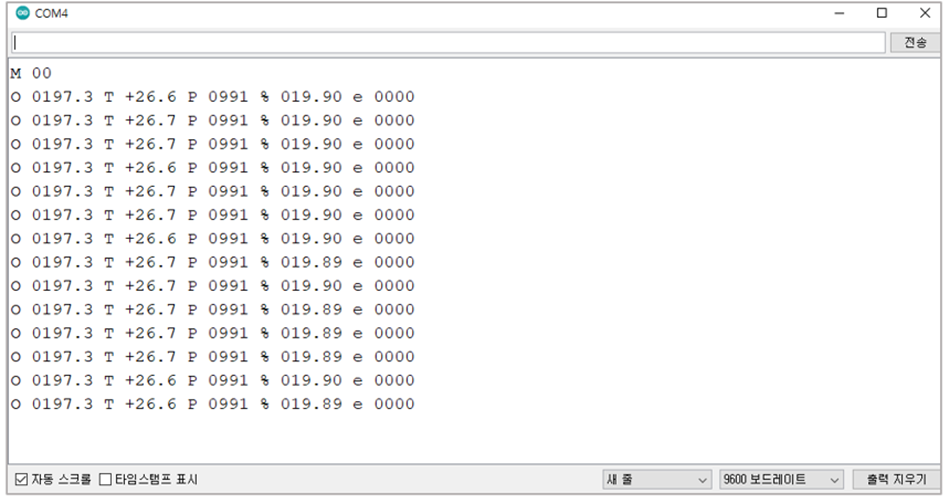 COM4
전송
M 00
O 0197.3 T +26.6 P 0991 % 019.90 e 0000
O 0197.3 T +26.7 P 0991 % 019.90 e 0000
O 0197.3 T +26.7 P 0991 % 019.90 e 0000
O 0197.3 T +26.6 P 0991 % 019.90 e 0000
O 0197.3 T +26.7 P 0991 % 019.90 e 0000
O 0197.3 T +26.7 P 0991 % 019.90 e 0000
O 0197.3 T +26.6 P 0991 % 019.90 e 0000
O 0197.3 T +26.7 P 0991 % 019.89 e 0000
O 0197.3 T +26.7 P 0991 % 019.90 e 0000
O 0197.3 T +26.7 P 0991 % 019.89 e 0000
O 0197.3 T +26.7 P 0991 % 019.89 e 0000
O 0197.3 T +26.7 P 0991 % 019.89 e 0000
O 0197.3 T +26.6 P 0991 % 019.90 e 0000
O 0197.3 T +26.6 P 0991 % 019.89 e 0000
자동 스크롤 타임스탬프 표시 새 줄 9600 보드레이트 출력 지우기